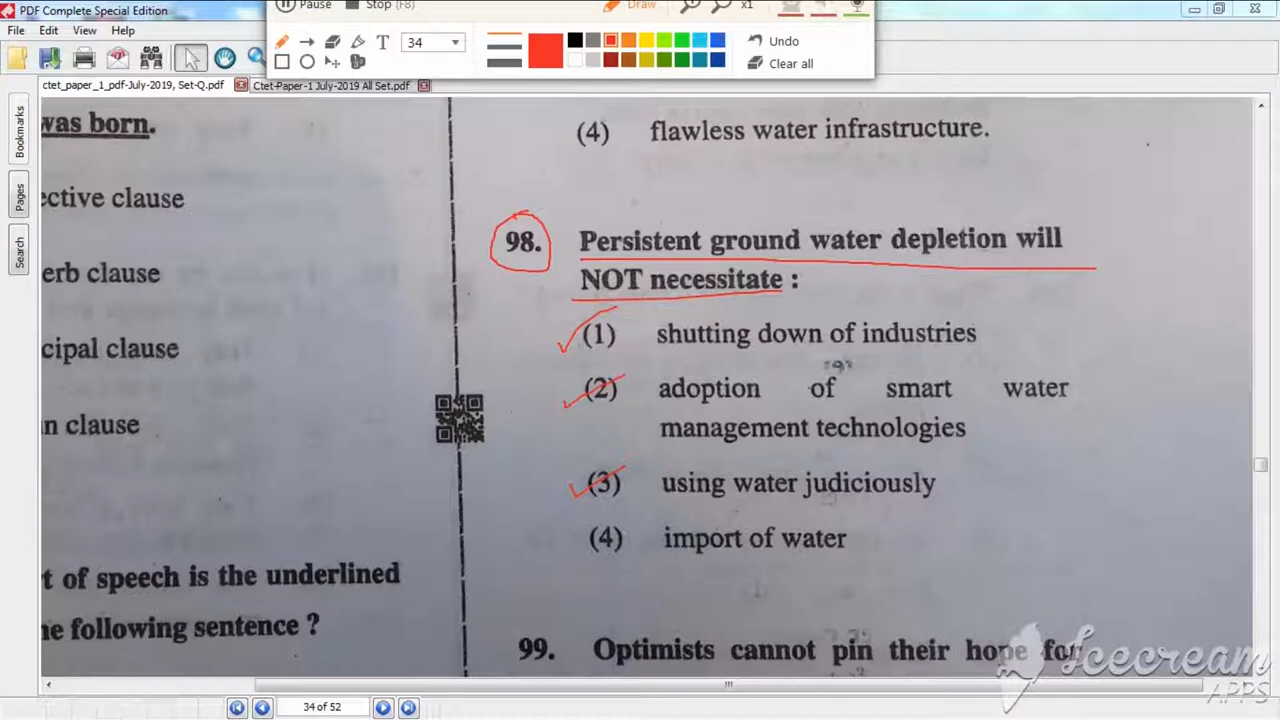 PDF Complete Special Edition
Pause Stop (F8) Draw x1
File Edit View Help
T 34 Undo
Clear all
ctet_paper_1_pdf-July-2019, Set-Q.pdf Ctet-Paper-1 July-2019 All Set.pdf
Bookmarks
Pages
Search
was born.
ective clause
erb clause
cipal clause
n clause
t of speech is the underlined
ne following sentence ?
(4) flawless water infrastructure.
98. Persistent ground water depletion will
NOT necessitate :
(1) shutting down of industries
(2) adoption of smart water
management technologies
(3) using water judiciously
(4) import of water
99. Optimists cannot pin their hope for
Icecream
APPS
34 of 52